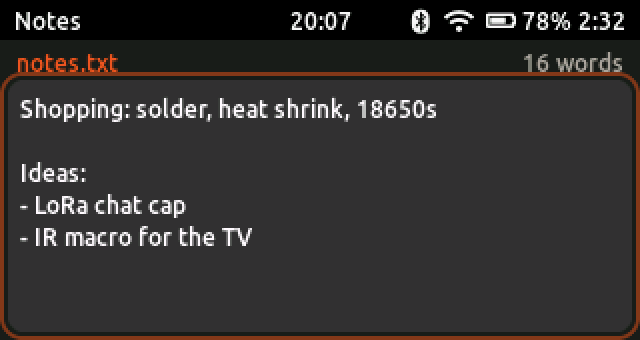 Notes 20:07 78% 2:32
notes.txt 16 words
Shopping: solder, heat shrink, 18650s
Ideas:
- LoRa chat cap
- IR macro for the TV